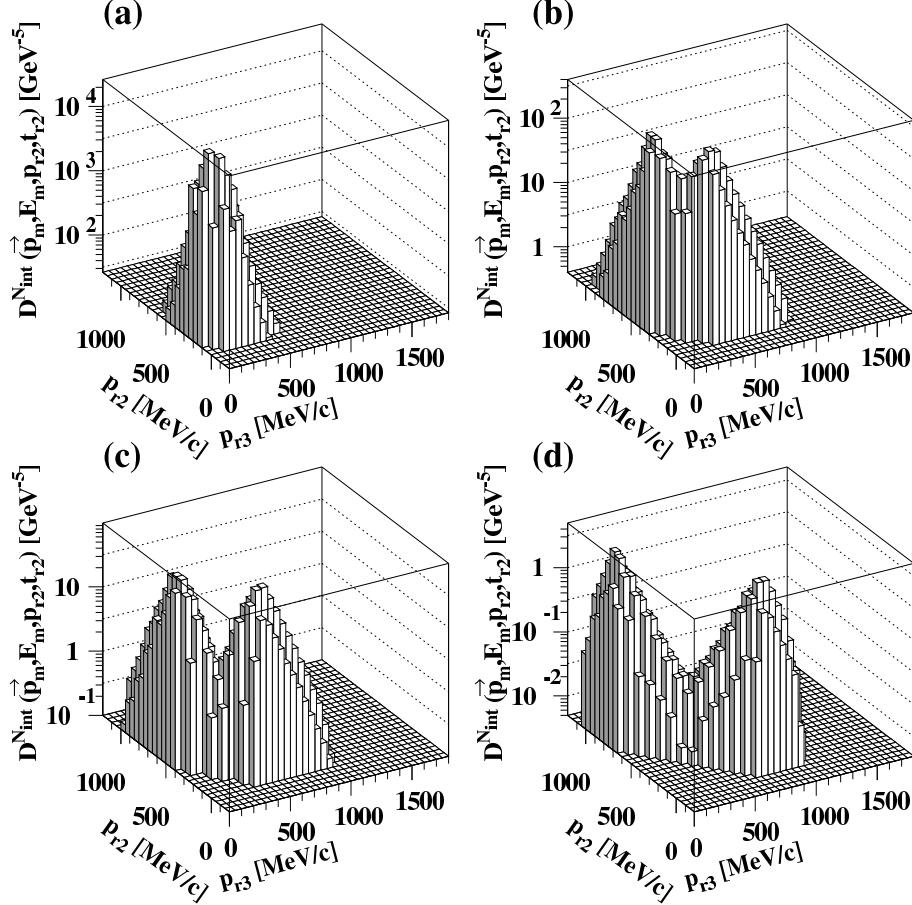 (a)
(b)
D^N_int (p⃗_m,E_m,p_r2,t_r2) [GeV^-5]
10^4
10^3
10^2
1000
500
0
0
500
1000
1500
p_r2 [MeV/c]
p_r3 [MeV/c]
D^N_int (p⃗_m,E_m,p_r2,t_r2) [GeV^-5]
10^2
10
1
1000
500
0
0
500
1000
1500
p_r2 [MeV/c]
p_r3 [MeV/c]
(c)
(d)
D^N_int (p⃗_m,E_m,p_r2,t_r2) [GeV^-5]
10
1
10^-1
1000
500
0
0
500
1000
1500
p_r2 [MeV/c]
p_r3 [MeV/c]
D^N_int (p⃗_m,E_m,p_r2,t_r2) [GeV^-5]
1
10^-1
10^-2
1000
500
0
0
500
1000
1500
p_r2 [MeV/c]
p_r3 [MeV/c]